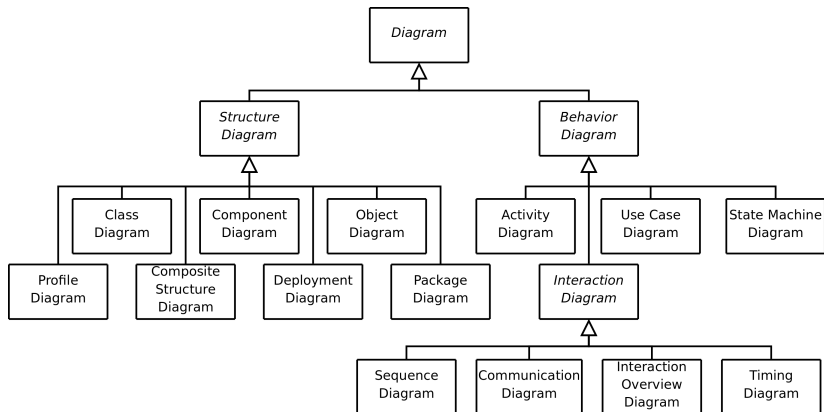 Diagram
Structure
Diagram
Behavior
Diagram
Class
Diagram
Component
Diagram
Object
Diagram
Activity
Diagram
Use Case
Diagram
State Machine
Diagram
Profile
Diagram
Composite
Structure
Diagram
Deployment
Diagram
Package
Diagram
Interaction
Diagram
Sequence
Diagram
Communication
Diagram
Interaction
Overview
Diagram
Timing
Diagram